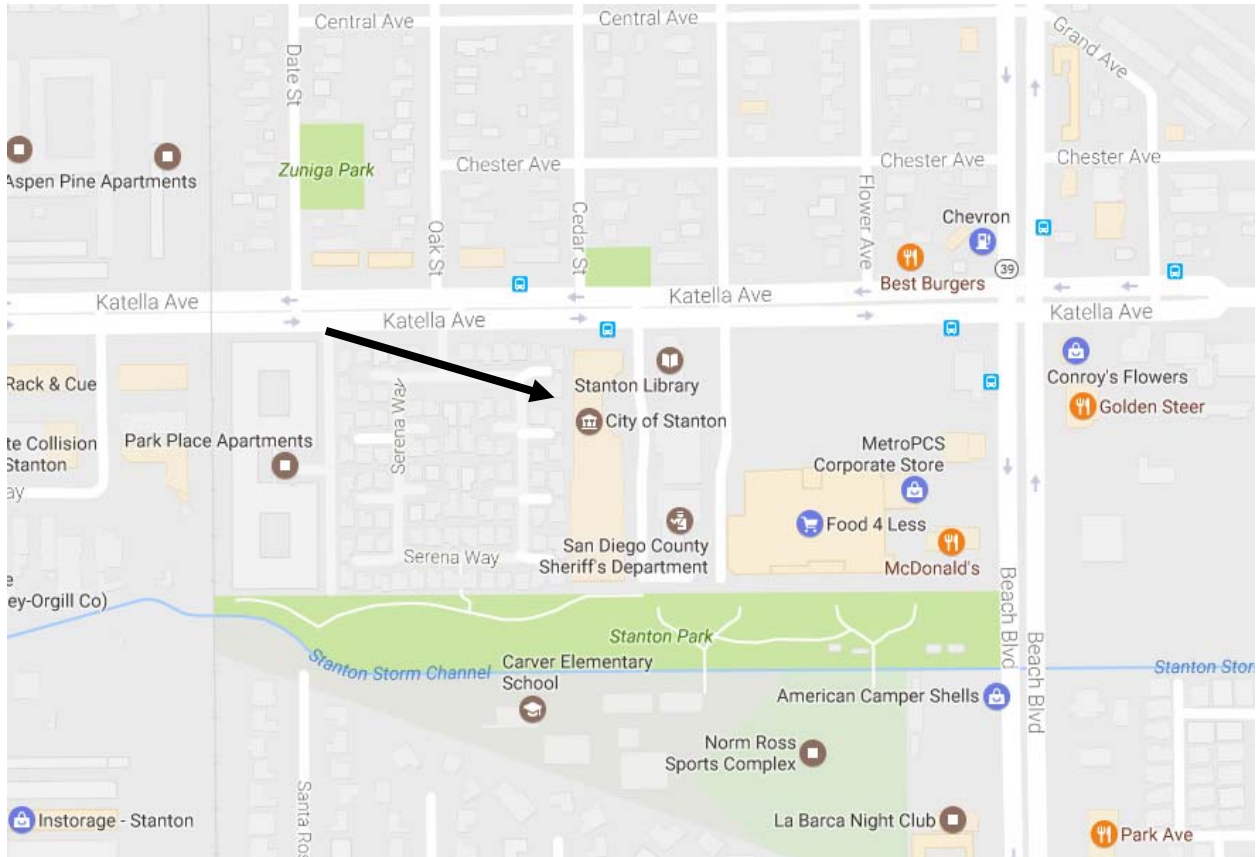 Central Ave
Central Ave
Grand Ave
Date St
Zuniga Park
Aspen Pine Apartments
Chester Ave
Chester Ave
Chester Ave
Oak St
Cedar St
Flower Ave
Chevron
39
Best Burgers
Katella Ave
Katella Ave
Katella Ave
Katella Ave
Rack & Cue
Stanton Library
Conroy's Flowers
Golden Steer
City of Stanton
te Collision
Stanton
ay
Park Place Apartments
Serena Way
MetroPCS
Corporate Store
Food 4 Less
San Diego County
Sheriff's Department
Serena Way
McDonald's
e
ey-Orgill Co)
Beach Blvd
Beach Blvd
Stanton Park
Stanton Storm Channel
Carver Elementary
School
Stanton Stor
American Camper Shells
Norm Ross
Sports Complex
Santa Ros
Instorage - Stanton
La Barca Night Club
Park Ave